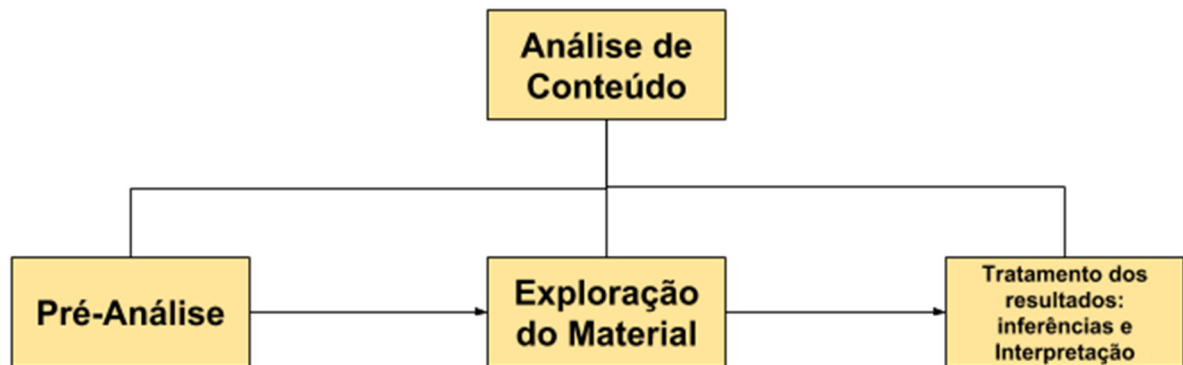 Análise de
Conteúdo
Pré-Análise
Exploração
do Material
Tratamento dos
resultados:
inferências e
Interpretação